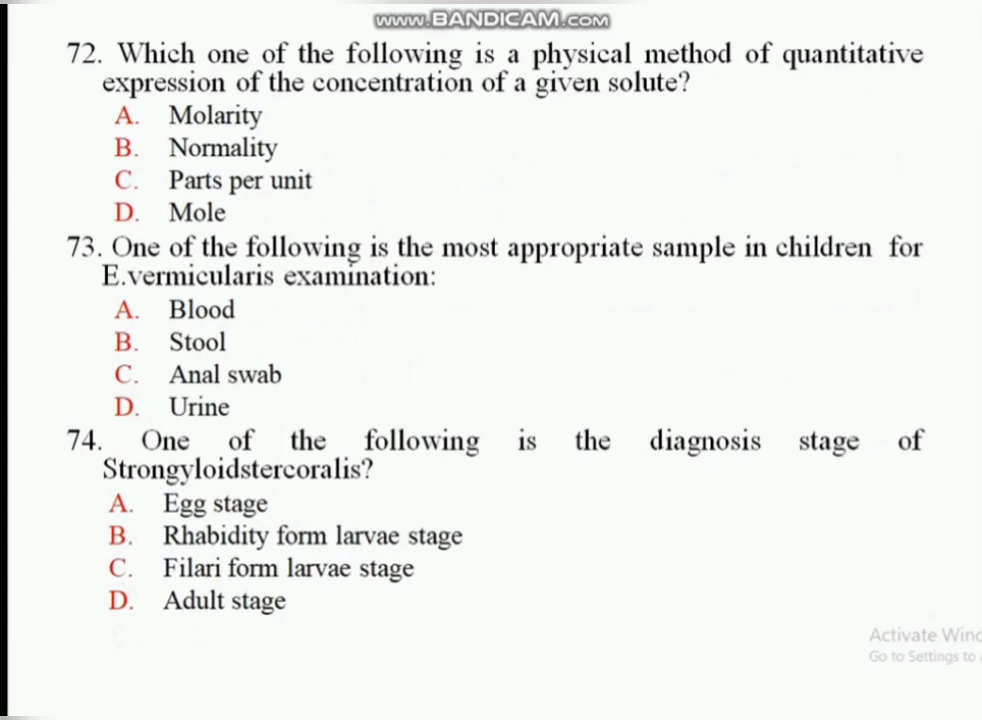 www.BANDICAM.COM
72. Which one of the following is a physical method of quantitative
expression of the concentration of a given solute?
A. Molarity
B. Normality
C. Parts per unit
D. Mole
73. One of the following is the most appropriate sample in children for
E.vermicularis examination:
A. Blood
B. Stool
C. Anal swab
D. Urine
74. One of the following is the diagnosis stage of
Strongyloidstercoralis?
A. Egg stage
B. Rhabidity form larvae stage
C. Filari form larvae stage
D. Adult stage
Activate Winc
Go to Settings to